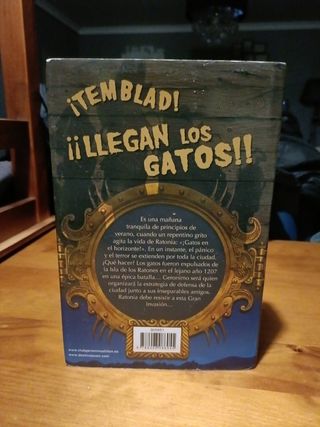 ¡TEMBLAD!
¡¡LLEGAN LOS
GATOS!!
Es una mañana
tranquila de principios de
verano, cuando un repentino grito
agita la vida de Ratonia: «¡Gatos en
el horizonte!». En un instante, el pánico
y el terror se extienden por toda la ciudad.
¡Qué hacer! Los gatos fueron expulsados de
la Isla de los Ratones en el lejano año 1207
en una épica batalla... Geronimo será quien
organizará la estrategia de defensa de la
ciudad junto a sus inseparables amigos.
Ratonia debe resistir a esta Gran
Invasión...